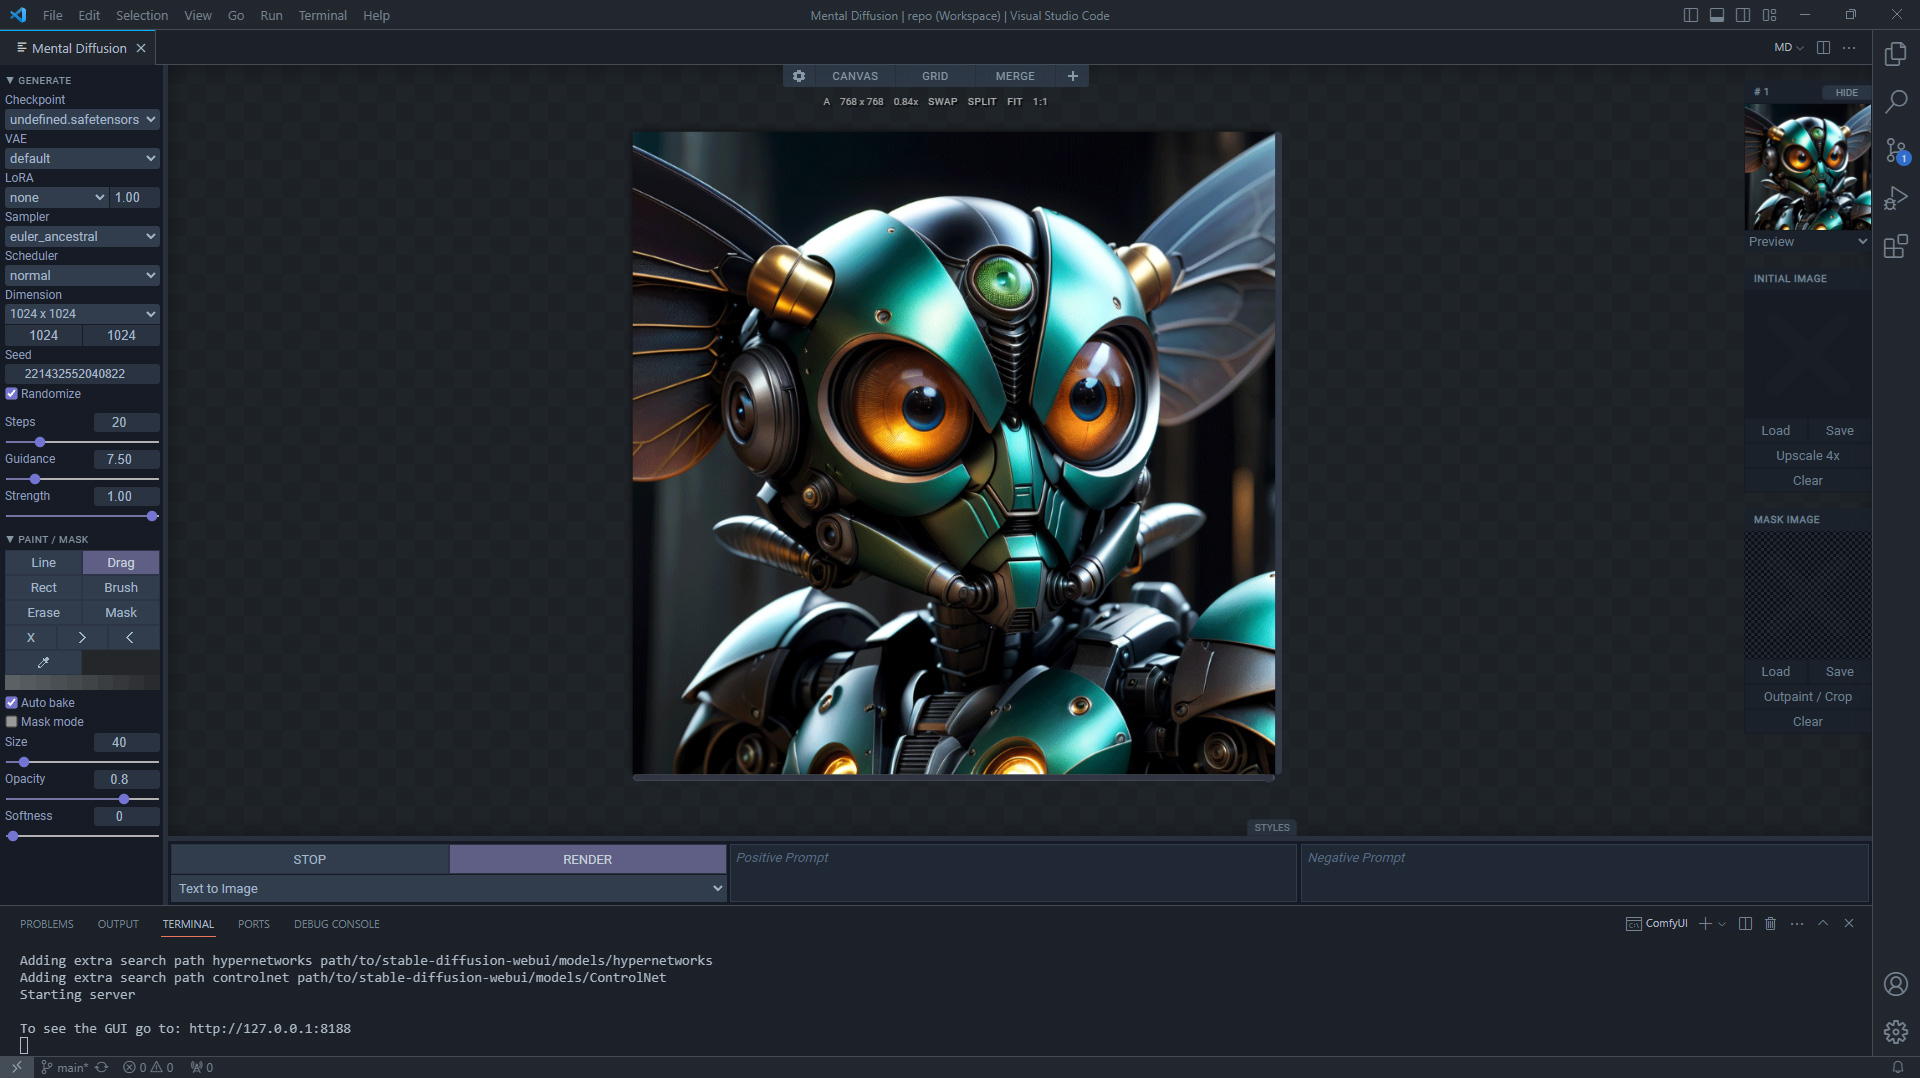 File Edit Selection View Go Run Terminal Help
Mental Diffusion | repo (Workspace) | Visual Studio Code
Mental Diffusion
MD
GENERATE
Checkpoint
undefined.safetensors
VAE
default
LoRA
none 1.00
Sampler
euler_ancestral
Scheduler
normal
Dimension
1024 x 1024
1024 1024
Seed
221432552040822
Randomize
Steps 20
Guidance 7.50
Strength 1.00
PAINT / MASK
Line Drag
Rect Brush
Erase Mask
X > <
Auto bake
Mask mode
Size 40
Opacity 0.8
Softness 0
CANVAS GRID MERGE +
A 768 x 768 0.84x SWAP SPLIT FIT 1:1
# 1 HIDE
Preview
INITIAL IMAGE
Load Save
Upscale 4x
Clear
MASK IMAGE
Load Save
Outpaint / Crop
Clear
1
STYLES
STOP RENDER
Text to Image
Positive Prompt
Negative Prompt
PROBLEMS OUTPUT TERMINAL PORTS DEBUG CONSOLE
ComfyUI
Adding extra search path hypernetworks path/to/stable-diffusion-webui/models/hypernetworks
Adding extra search path controlnet path/to/stable-diffusion-webui/models/ControlNet
Starting server
To see the GUI go to: http://127.0.0.1:8188
main* 0 0 0